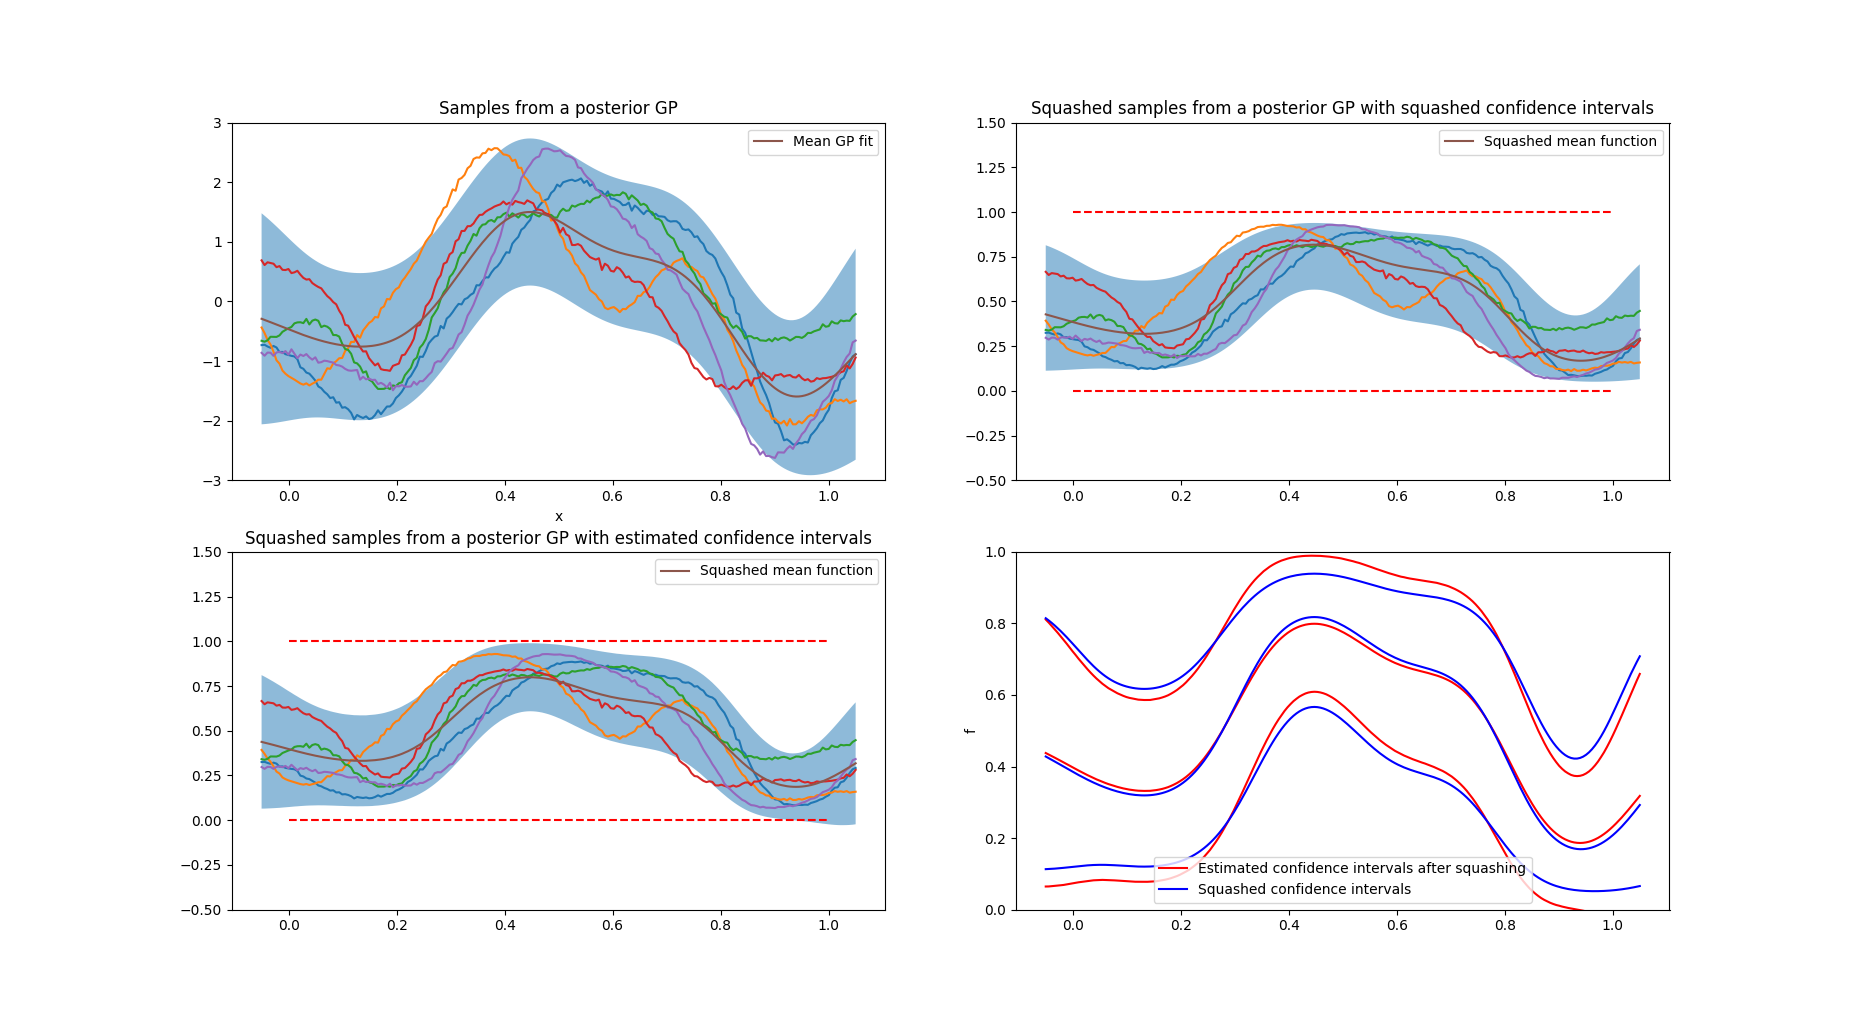 Samples from a posterior GP
3
2
1
0
−1
−2
−3
Mean GP fit
0.0 0.2 0.4 0.6 0.8 1.0
x
Squashed samples from a posterior GP with squashed confidence intervals
1.50
1.25
1.00
0.75
0.50
0.25
0.00
−0.25
−0.50
Squashed mean function
0.0 0.2 0.4 0.6 0.8 1.0
Squashed samples from a posterior GP with estimated confidence intervals
1.50
1.25
1.00
0.75
0.50
0.25
0.00
−0.25
−0.50
Squashed mean function
0.0 0.2 0.4 0.6 0.8 1.0
1.0
0.8
0.6
0.4
0.2
0.0
f
Estimated confidence intervals after squashing
Squashed confidence intervals
0.0 0.2 0.4 0.6 0.8 1.0